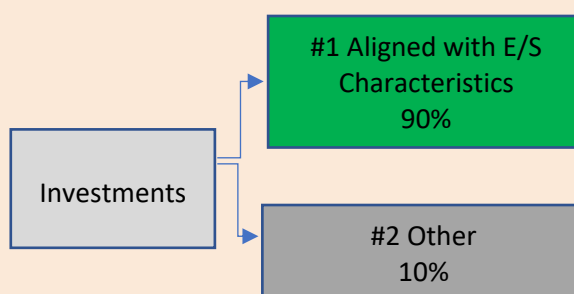 #1 Aligned with E/S
Characteristics
90%
Investments
#2 Other
10%